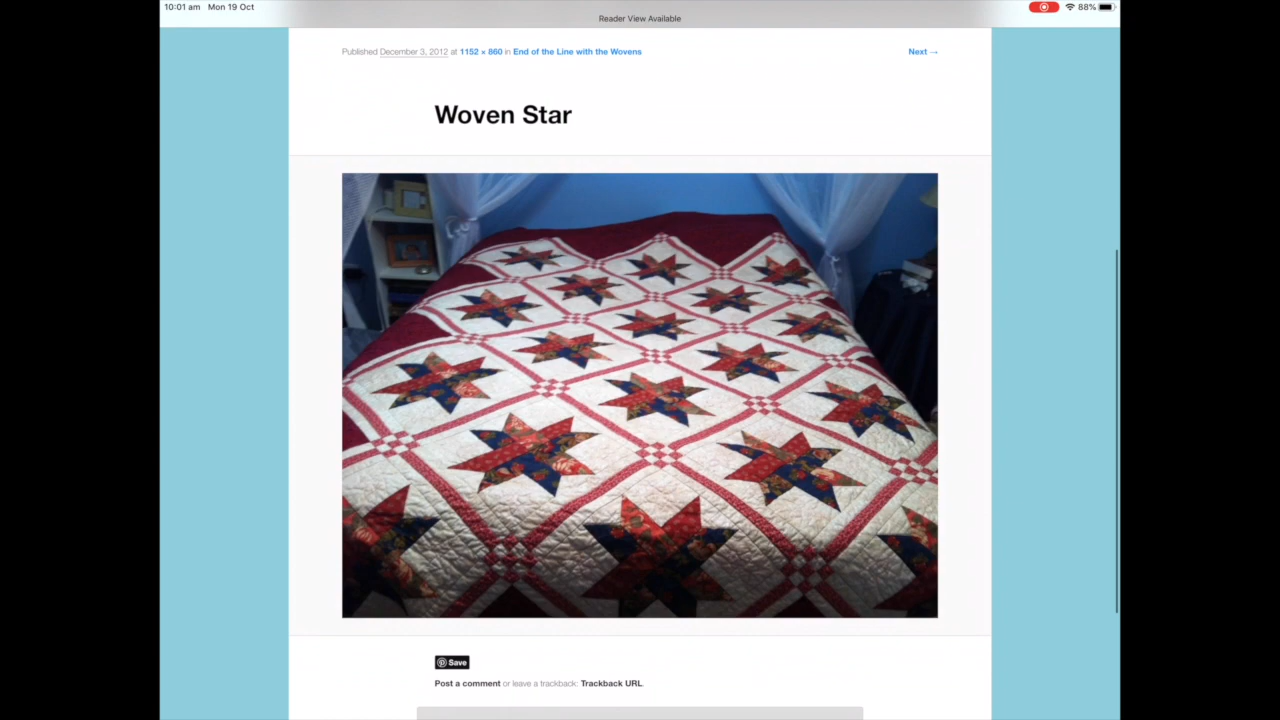 10:01 am Mon 19 Oct
88%
Reader View Available
Published December 3, 2012 at 1152 × 860 in End of the Line with the Wovens
Next →
Woven Star
Save
Post a comment or leave a trackback: Trackback URL.